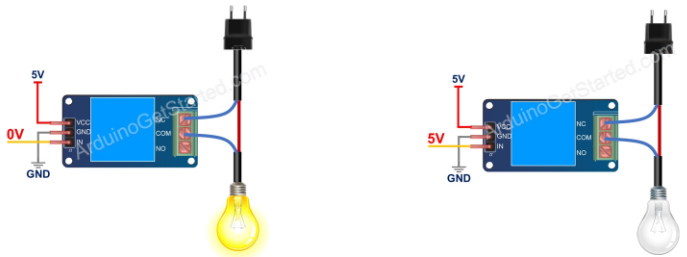 5V
VCC
GND
IN
0V
GND
NC
COM
NO
ArduinoGetStarted.com
5V
VCC
GND
IN
5V
GND
NC
COM
NO
ArduinoGetStarted.com